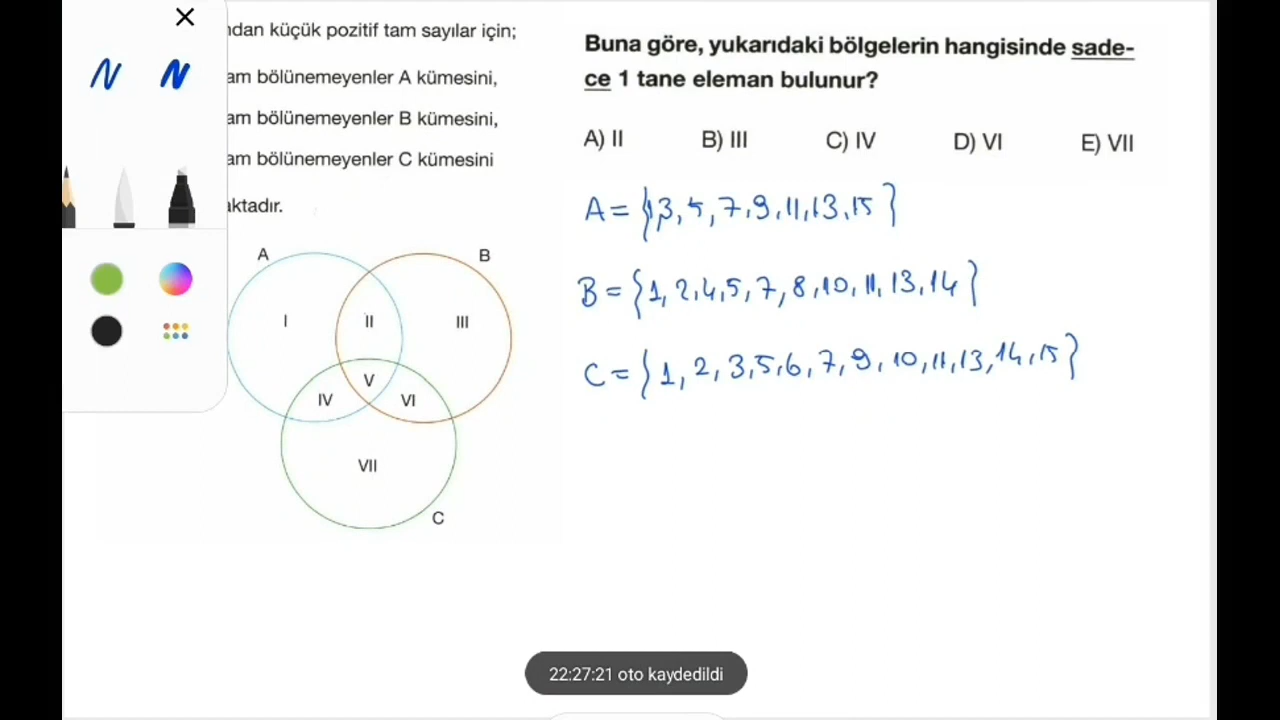 ndan küçük pozitif tam sayılar için;
am bölünemeyenler A kümesini,
am bölünemeyenler B kümesini,
am bölünemeyenler C kümesini
aktadır.
A
B
I
II
III
V
IV
VI
VII
C
Buna göre, yukarıdaki bölgelerin hangisinde sade-
ce 1 tane eleman bulunur?
A) II B) III C) IV D) VI E) VII
A = {1,3, 5, 7, 9, 11, 13, 15}
B = {1, 2, 4, 5, 7, 8, 10, 11, 13, 14}
C = {1, 2, 3, 5, 6, 7, 9, 10, 11, 13, 14, 15}
22:27:21 oto kaydedildi